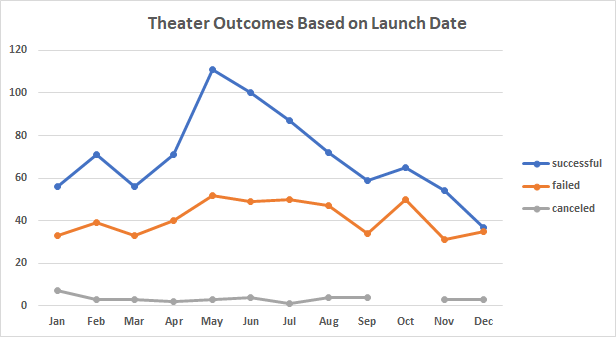 Theater Outcomes Based on Launch Date
120
100
80
60
40
20
0
Jan Feb Mar Apr May Jun Jul Aug Sep Oct Nov Dec
successful
failed
canceled